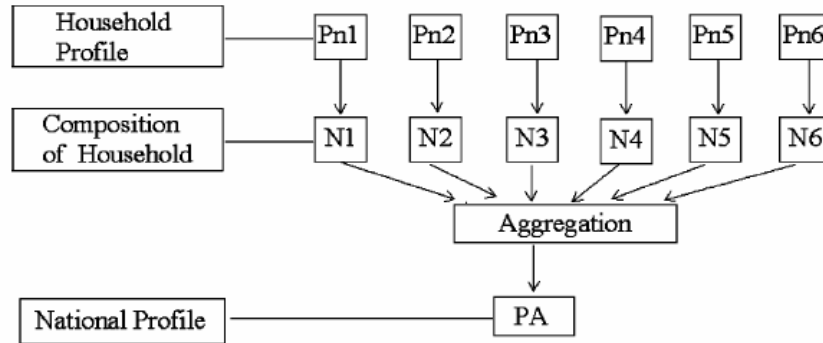 Household
Profile
Pn1 Pn2 Pn3 Pn4 Pn5 Pn6
Composition
of Household
N1 N2 N3 N4 N5 N6
Aggregation
National Profile
PA